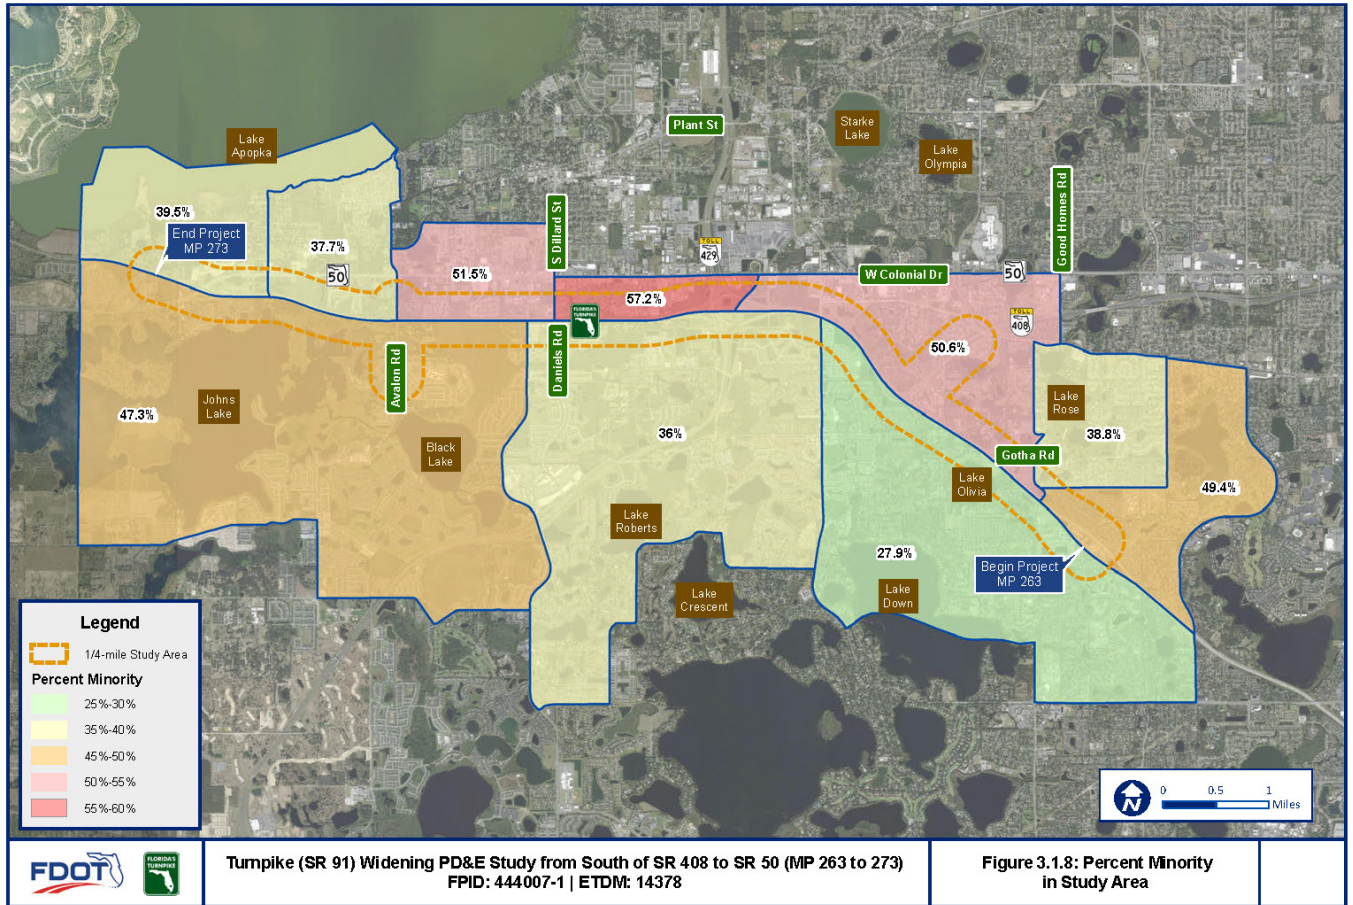 Plant St
Starke
Lake
Lake
Olympia
Lake
Apopka
Good Homes Rd
S Dillard St
39.5%
End Project
MP 273
37.7%
50
51.5%
TOLL
429
W Colonial Dr
50
57.2%
FLORIDA'S
TURNPIKE
TOLL
408
50.6%
Daniels Rd
Avalon Rd
Johns
Lake
47.3%
Lake
Rose
38.8%
36%
Black
Lake
Gotha Rd
Lake
Olivia
49.4%
Lake
Roberts
27.9%
Begin Project
MP 263
Lake
Crescent
Lake
Down
Legend
1/4-mile Study Area
Percent Minority
25%-30%
35%-40%
45%-50%
50%-55%
55%-60%
N
0 0.5 1
Miles
FDOT
FLORIDA'S
TURNPIKE
Turnpike (SR 91) Widening PD&E Study from South of SR 408 to SR 50 (MP 263 to 273)
FPID: 444007-1 | ETDM: 14378
Figure 3.1.8: Percent Minority
in Study Area